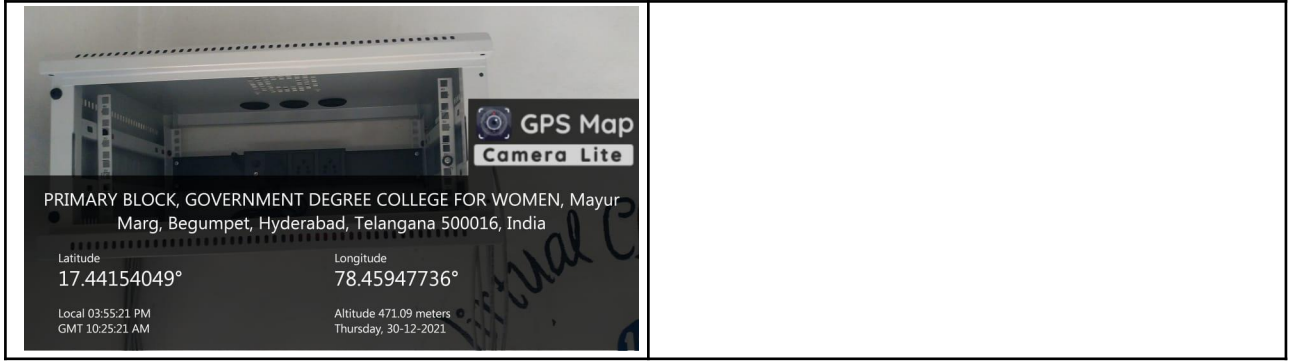 GPS Map
Camera Lite
PRIMARY BLOCK, GOVERNMENT DEGREE COLLEGE FOR WOMEN, Mayur
Marg, Begumpet, Hyderabad, Telangana 500016, India
Latitude
17.44154049°
Longitude
78.45947736°
Local 03:55:21 PM
GMT 10:25:21 AM
Altitude 471.09 meters
Thursday, 30-12-2021
Virtual C